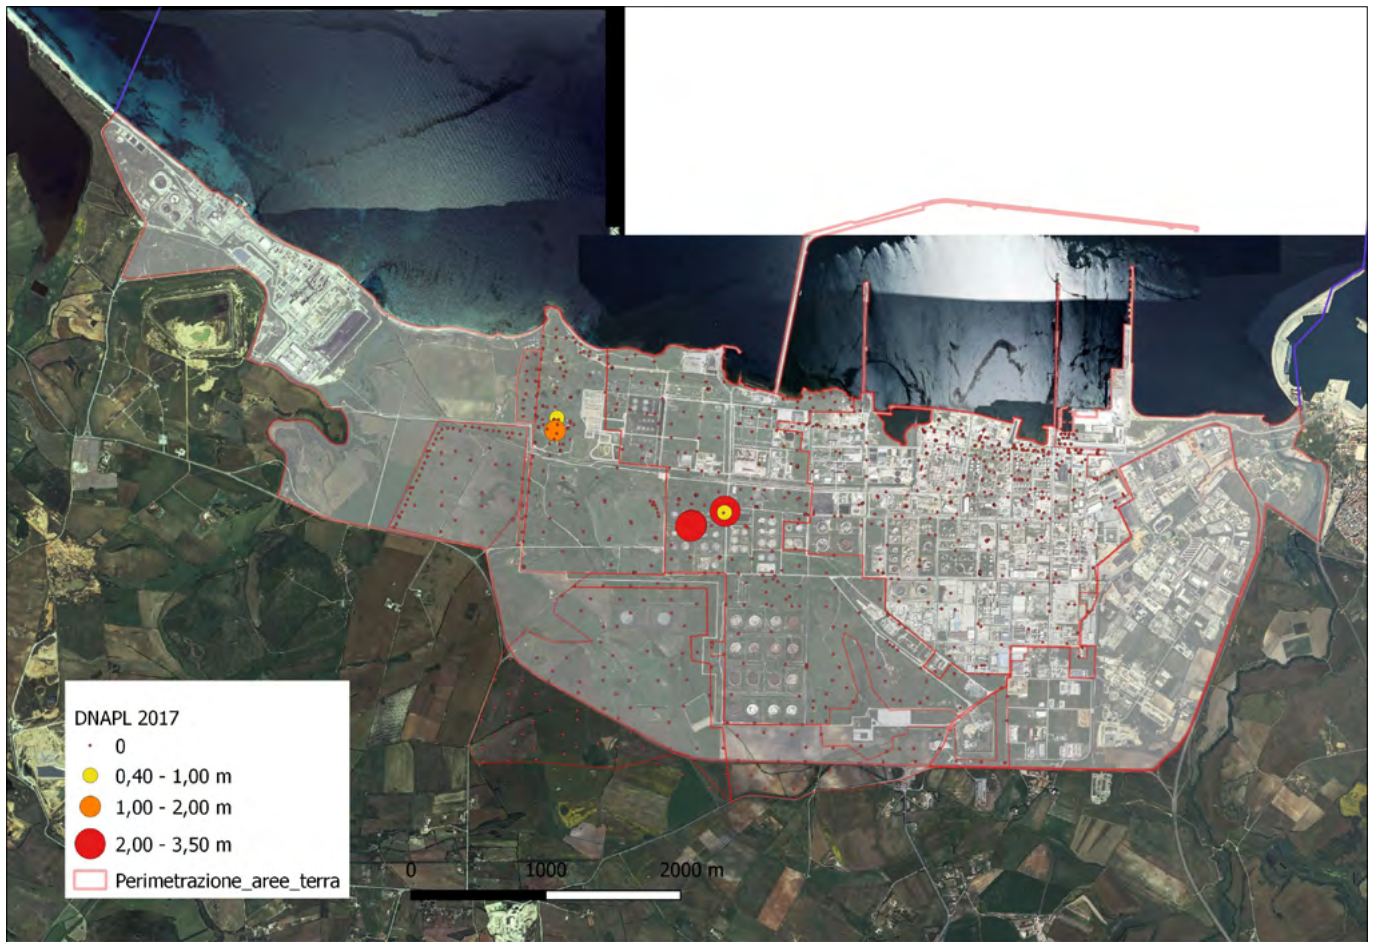 DNAPL 2017
0
0,40 - 1,00 m
1,00 - 2,00 m
2,00 - 3,50 m
Perimetrazione_aree_terra
0 1000 2000 m